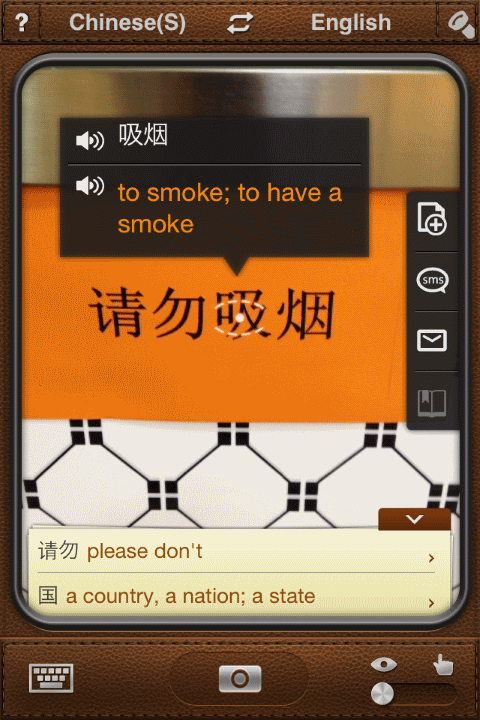 ? Chinese(S) English
吸烟
to smoke; to have a
smoke
请勿吸烟
sms
请勿 please don't
国 a country, a nation; a state